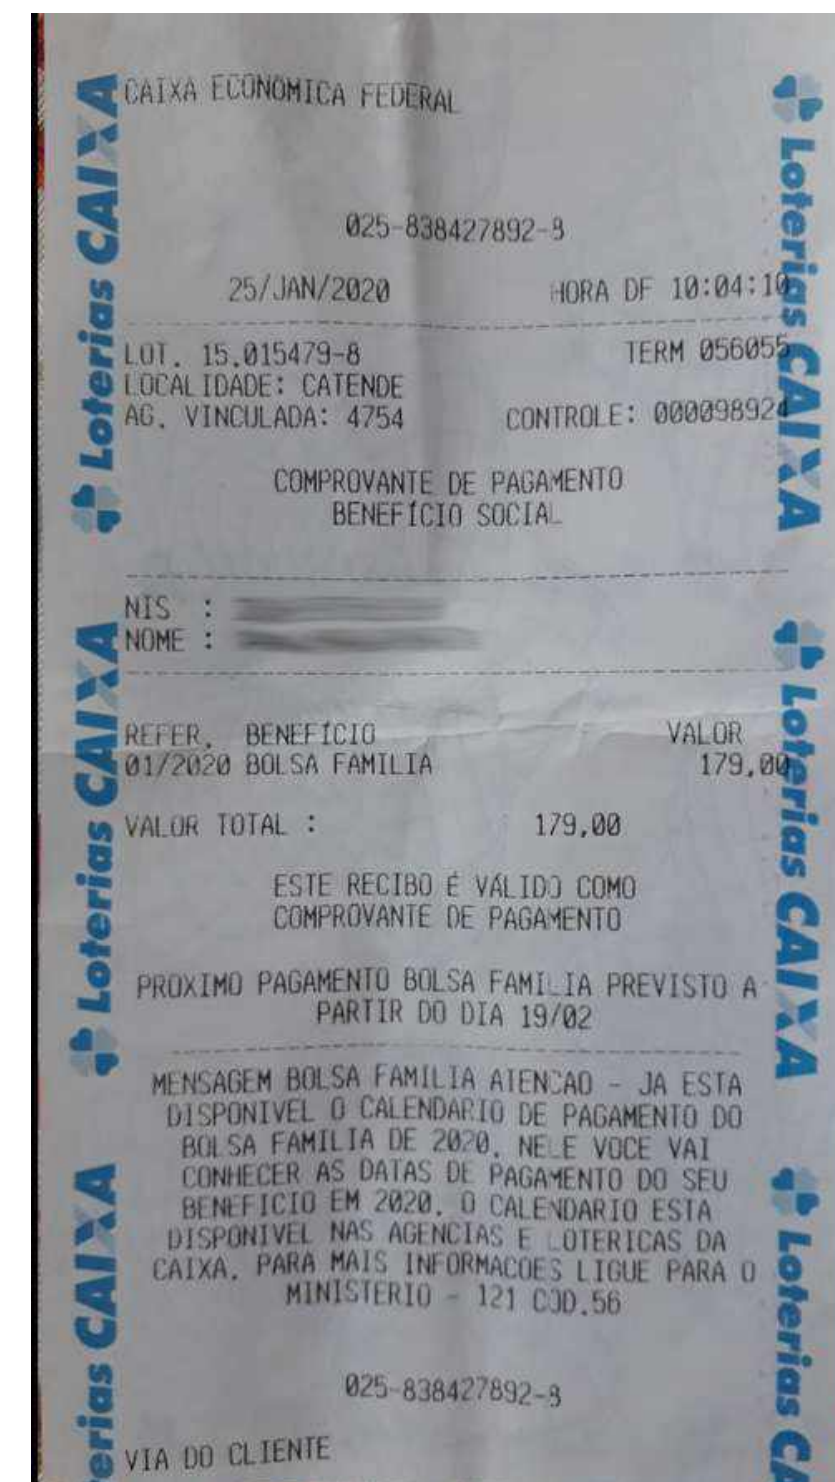 CAIXA ECONOMICA FEDERAL
025-838427892-8
25/JAN/2020 HORA DF 10:04:10
LOT. 15.015479-8 TERM 056055
LOCALIDADE: CATENDE
AG. VINCULADA: 4754 CONTROLE: 000098924
COMPROVANTE DE PAGAMENTO
BENEFÍCIO SOCIAL
NIS :
NOME :
REFER. BENEFÍCIO VALOR
01/2020 BOLSA FAMILIA 179,00
VALOR TOTAL : 179,00
ESTE RECIBO É VÁLIDO COMO
COMPROVANTE DE PAGAMENTO
PROXIMO PAGAMENTO BOLSA FAMILIA PREVISTO A
PARTIR DO DIA 19/02
MENSAGEM BOLSA FAMILIA ATENCAO - JA ESTA
DISPONIVEL O CALENDARIO DE PAGAMENTO DO
BOLSA FAMILIA DE 2020. NELE VOCE VAI
CONHECER AS DATAS DE PAGAMENTO DO SEU
BENEFICIO EM 2020. O CALENDARIO ESTA
DISPONIVEL NAS AGENCIAS E LOTERICAS DA
CAIXA. PARA MAIS INFORMACOES LIGUE PARA O
MINISTERIO - 121 COD.56
025-838427892-8
VIA DO CLIENTE
Loterias CAIXA
Loterias CAIXA
erias CAIXA
Loterias CAIXA
Loterias CAIXA
Loterias CA